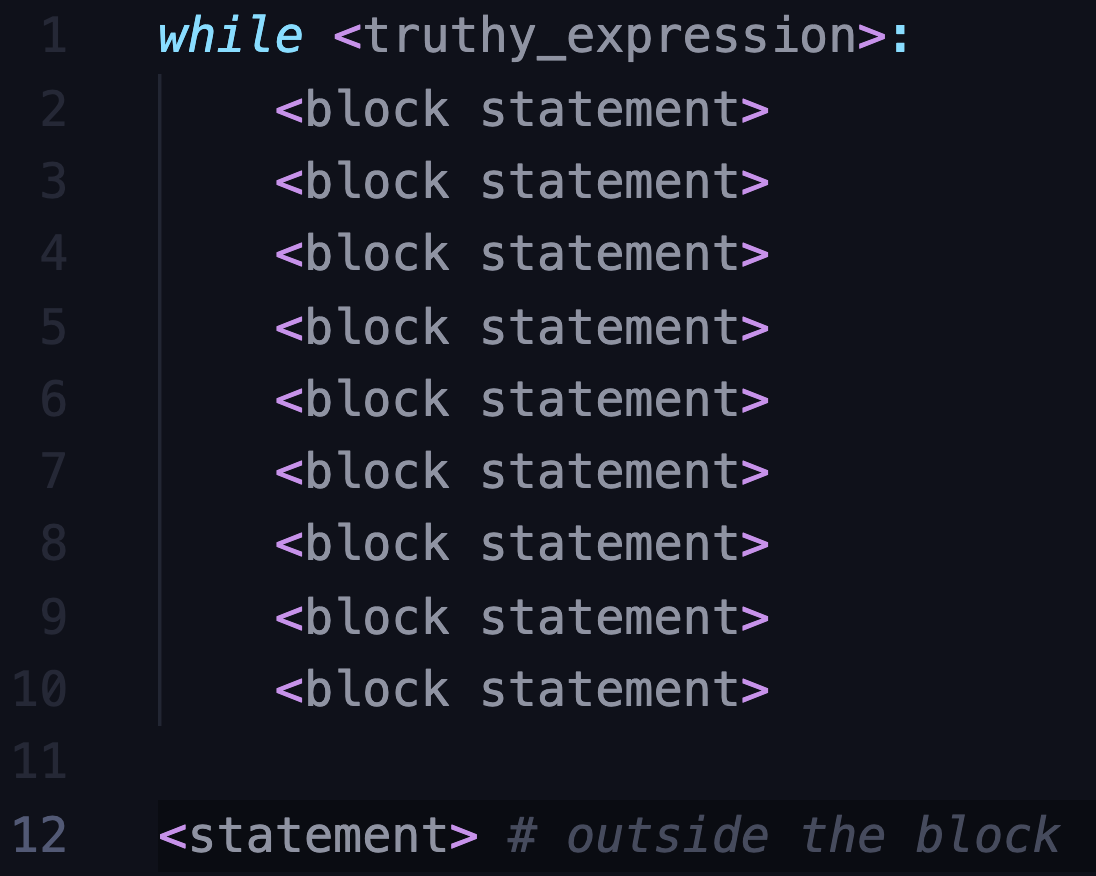 1 while <truthy_expression>:
2 <block statement>
3 <block statement>
4 <block statement>
5 <block statement>
6 <block statement>
7 <block statement>
8 <block statement>
9 <block statement>
10 <block statement>
11
12 <statement> # outside the block